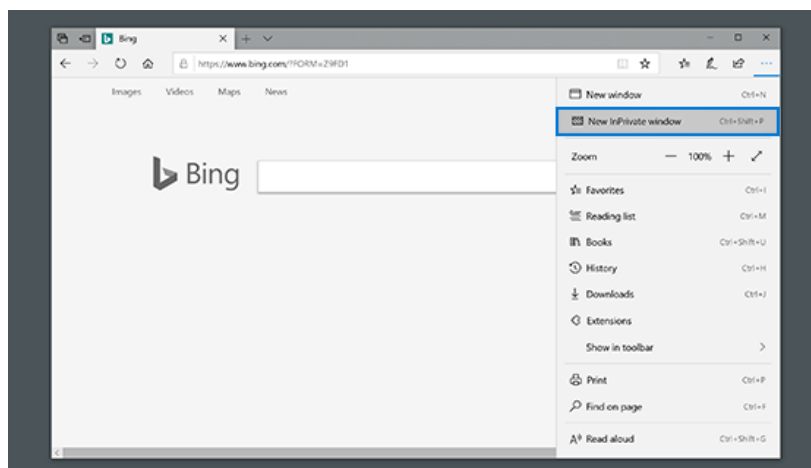 Bing
https://www.bing.com/?FORM=Z9FD1
Images Videos Maps News
Bing
New window Ctrl+N
New InPrivate window Ctrl+Shift+P
Zoom 100%
Favorites Ctrl+I
Reading list Ctrl+M
Books Ctrl+Shift+U
History Ctrl+H
Downloads Ctrl+J
Extensions
Show in toolbar
Print Ctrl+P
Find on page Ctrl+F
Read aloud Ctrl+Shift+G